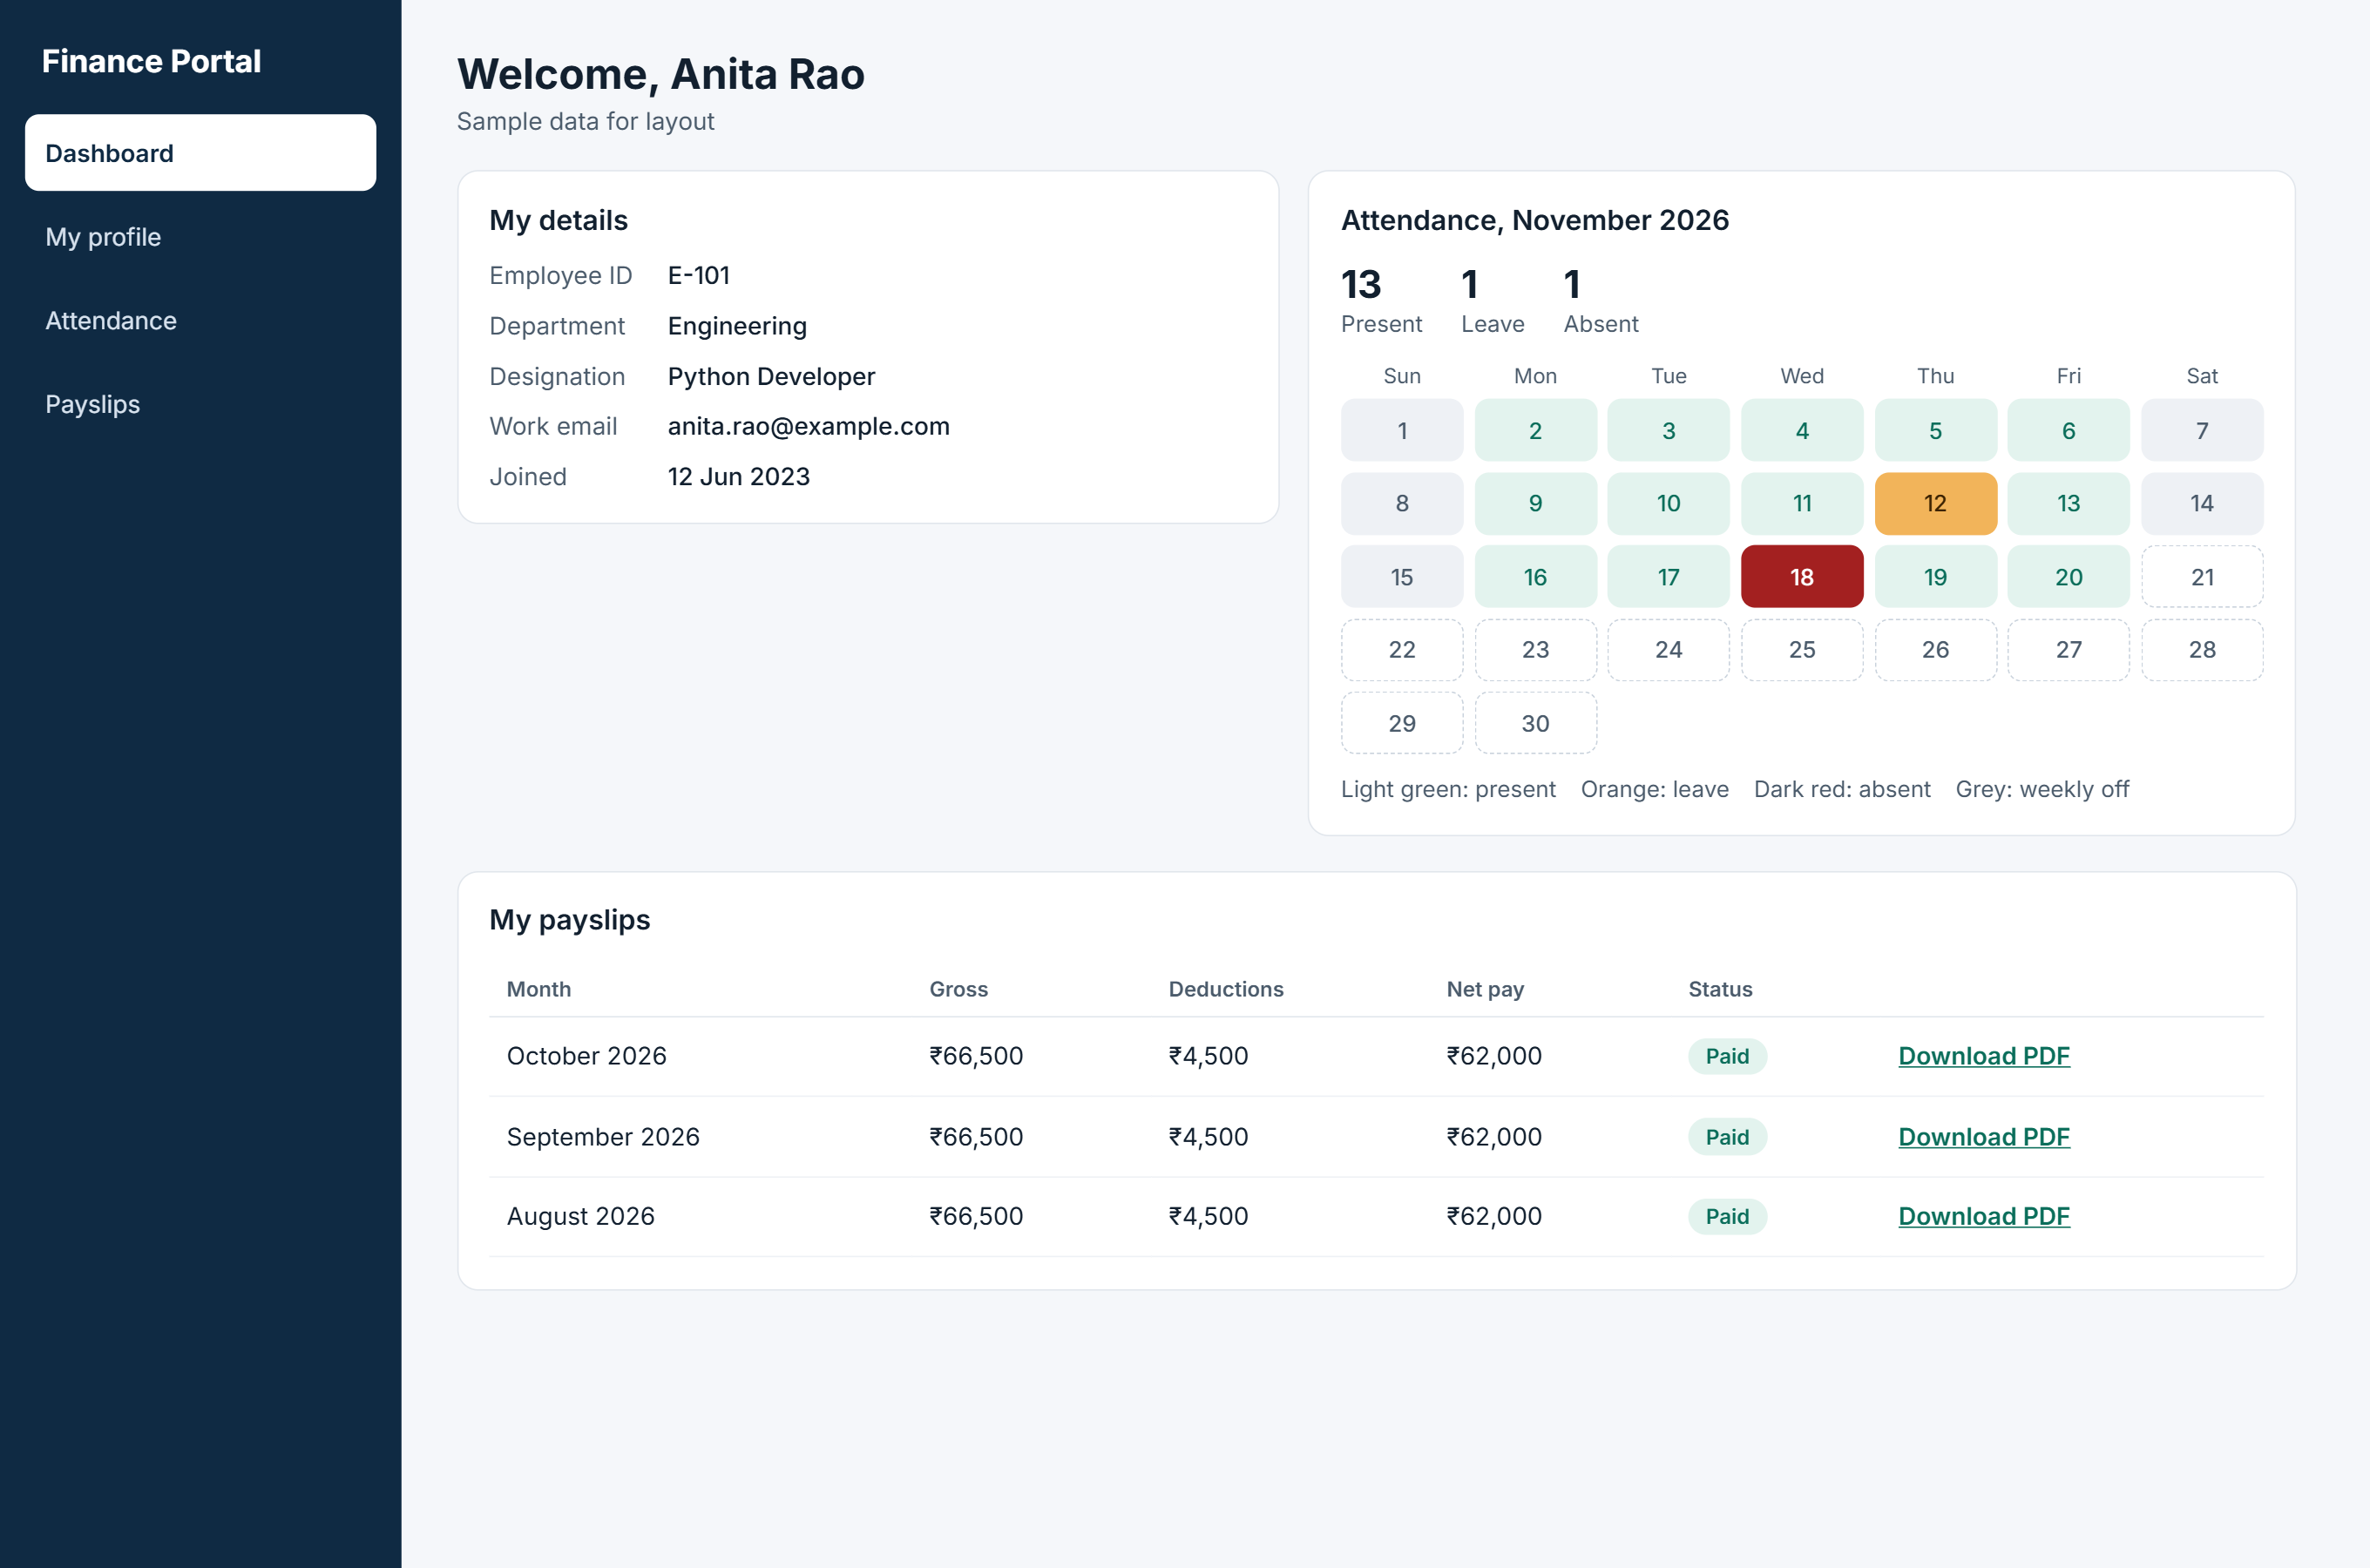 Finance Portal
Dashboard
My profile
Attendance
Payslips
Welcome, Anita Rao
Sample data for layout
My details
Employee ID E-101
Department Engineering
Designation Python Developer
Work email anita.rao@example.com
Joined 12 Jun 2023
Attendance, November 2026
13 1 1
Present Leave Absent
Sun Mon Tue Wed Thu Fri Sat
1 2 3 4 5 6 7
8 9 10 11 12 13 14
15 16 17 18 19 20 21
22 23 24 25 26 27 28
29 30
Light green: present Orange: leave Dark red: absent Grey: weekly off
My payslips
Month Gross Deductions Net pay Status
October 2026 ₹66,500 ₹4,500 ₹62,000 Paid Download PDF
September 2026 ₹66,500 ₹4,500 ₹62,000 Paid Download PDF
August 2026 ₹66,500 ₹4,500 ₹62,000 Paid Download PDF